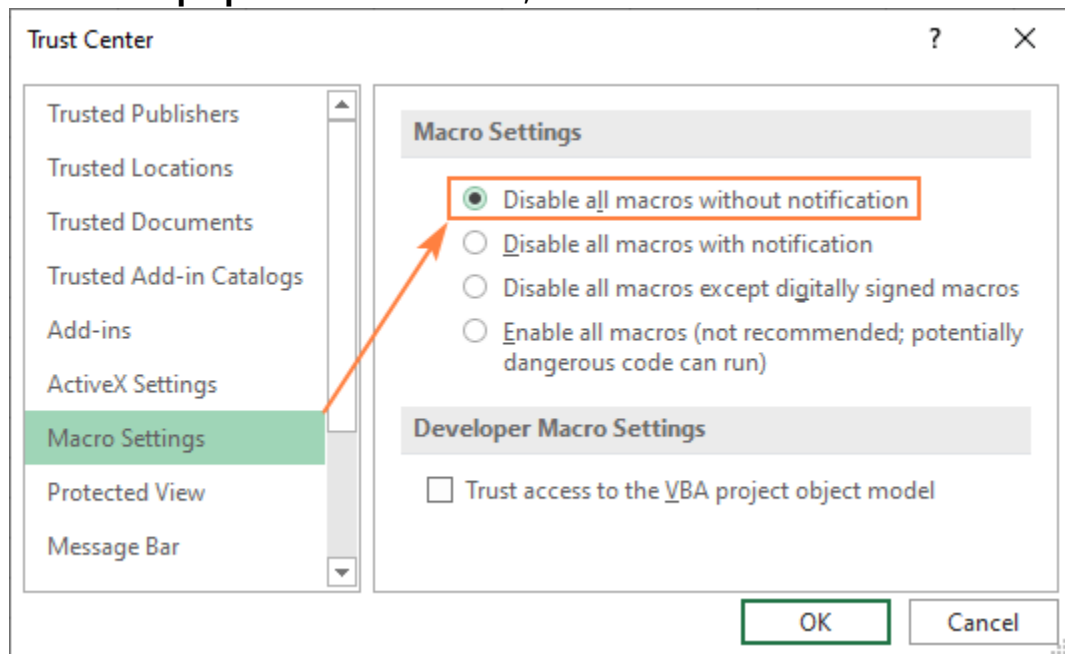 Trust Center ?
Trusted Publishers
Trusted Locations
Trusted Documents
Trusted Add-in Catalogs
Add-ins
ActiveX Settings
Macro Settings
Protected View
Message Bar
Macro Settings
Disable all macros without notification
Disable all macros with notification
Disable all macros except digitally signed macros
Enable all macros (not recommended; potentially
dangerous code can run)
Developer Macro Settings
Trust access to the VBA project object model
OK Cancel